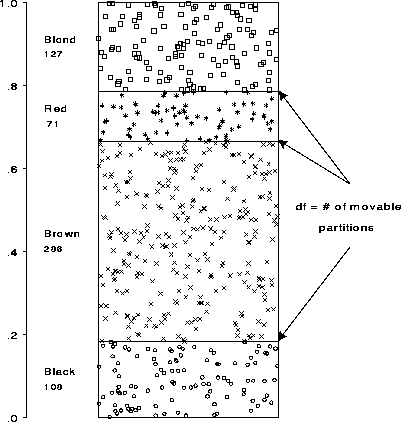 1.0
Blond
127
.8
Red
71
.6
df = # of movable
partitions
Brown
286
.4
.2
Black
108
.0